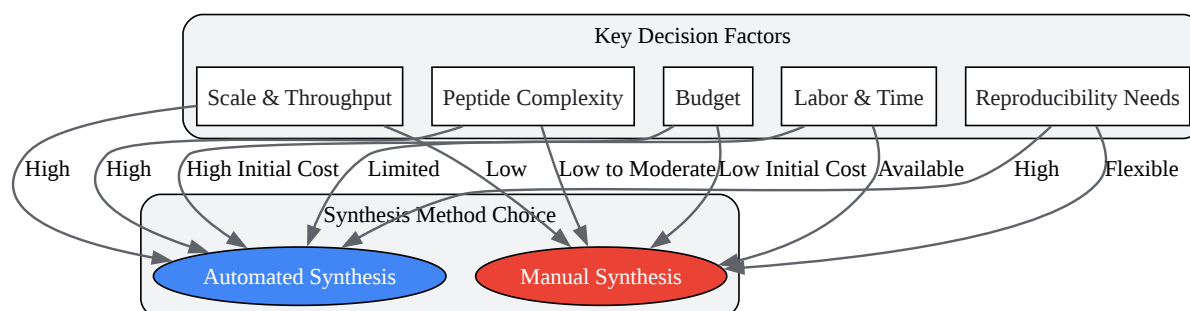 Key Decision Factors
Scale & Throughput
Peptide Complexity
Budget
Labor & Time
Reproducibility Needs
High
High
High Initial Cost
Limited
Low
Low to Moderate
Low Initial Cost
Available
High
Flexible
Synthesis Method Choice
Automated Synthesis
Manual Synthesis